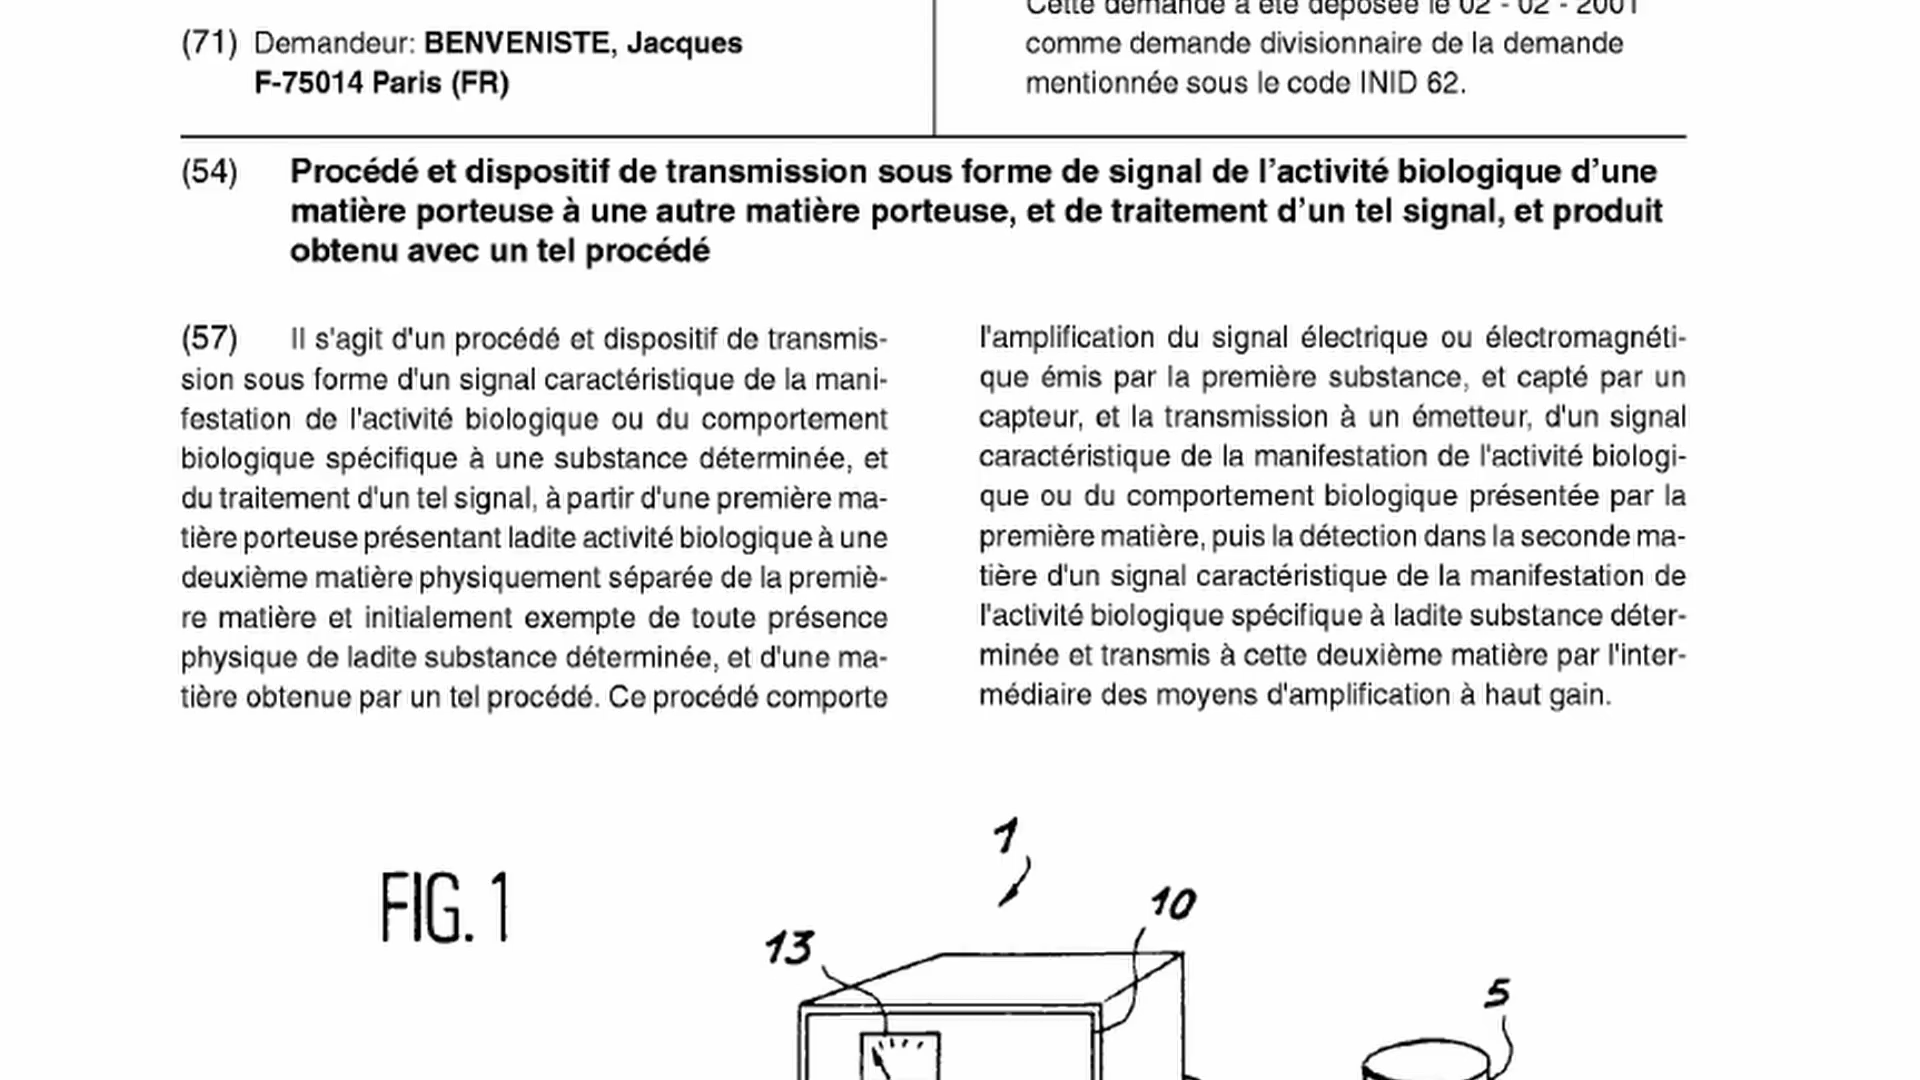 Cette demande a été déposée le 02 - 02 - 2001
(71) Demandeur: BENVENISTE, Jacques
F-75014 Paris (FR)
comme demande divisionnaire de la demande
mentionnée sous le code INID 62.
(54) Procédé et dispositif de transmission sous forme de signal de l'activité biologique d'une
matière porteuse à une autre matière porteuse, et de traitement d'un tel signal, et produit
obtenu avec un tel procédé
(57) Il s'agit d'un procédé et dispositif de transmis-
sion sous forme d'un signal caractéristique de la mani-
festation de l'activité biologique ou du comportement
biologique spécifique à une substance déterminée, et
du traitement d'un tel signal, à partir d'une première ma-
tière porteuse présentant ladite activité biologique à une
deuxième matière physiquement séparée de la premiè-
re matière et initialement exempte de toute présence
physique de ladite substance déterminée, et d'une ma-
tière obtenue par un tel procédé. Ce procédé comporte
l'amplification du signal électrique ou électromagnéti-
que émis par la première substance, et capté par un
capteur, et la transmission à un émetteur, d'un signal
caractéristique de la manifestation de l'activité biologi-
que ou du comportement biologique présentée par la
première matière, puis la détection dans la seconde ma-
tière d'un signal caractéristique de la manifestation de
l'activité biologique spécifique à ladite substance déter-
minée et transmis à cette deuxième matière par l'inter-
médiaire des moyens d'amplification à haut gain.
FIG. 1
1
10
13
5